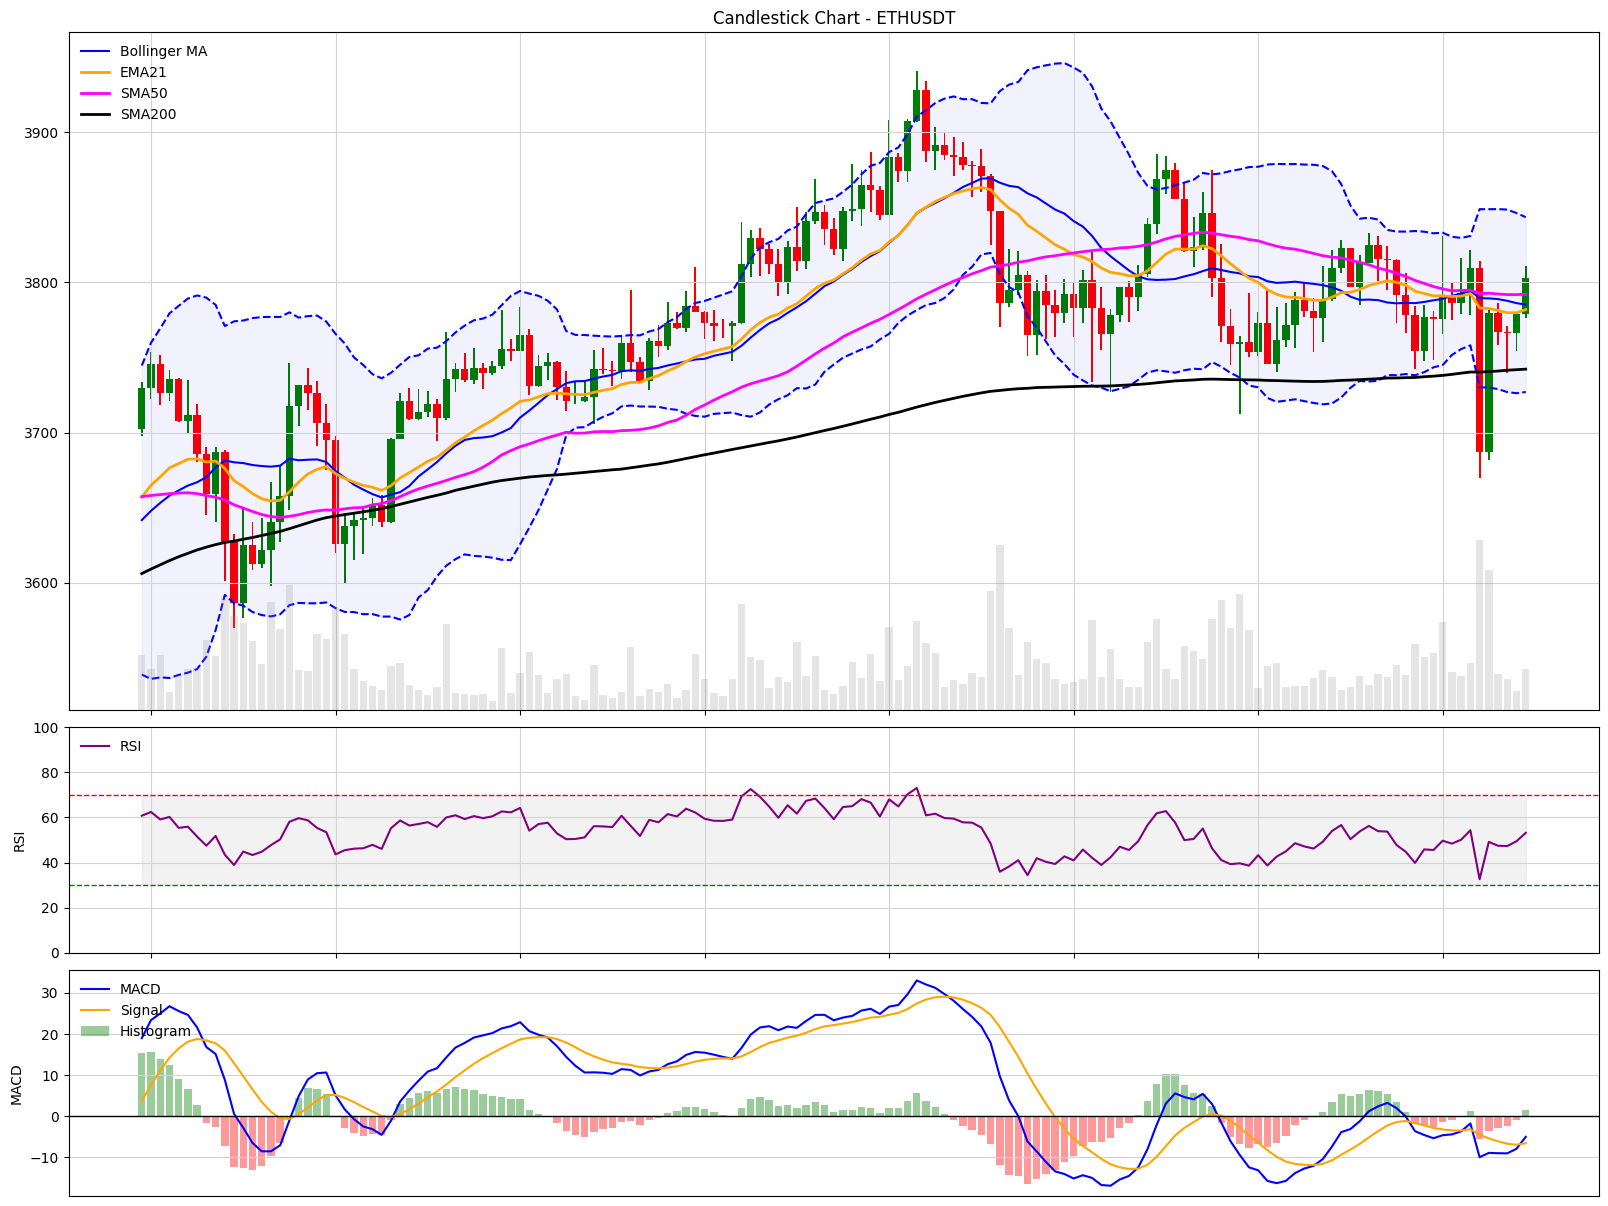 Candlestick Chart - ETHUSDT
Bollinger MA
EMA21
SMA50
SMA200
3900
3800
3700
3600
RSI
100
80
60
40
20
0
RSI
MACD
Signal
Histogram
30
20
10
0
−10
MACD